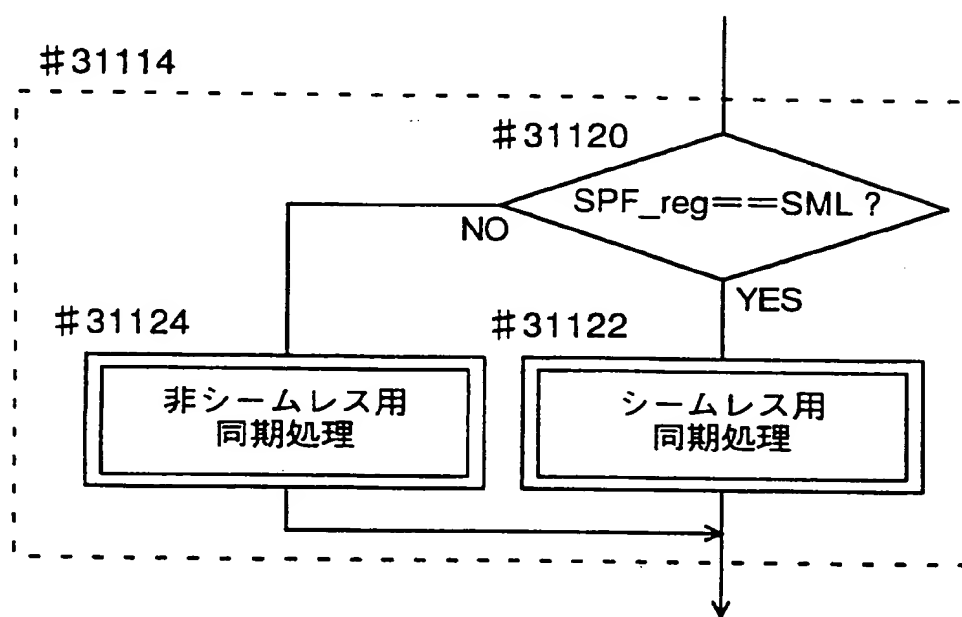 #31114
#31120
SPF_reg==SML?
NO
YES
#31124
#31122
非シームレス用
同期処理
シームレス用
同期処理